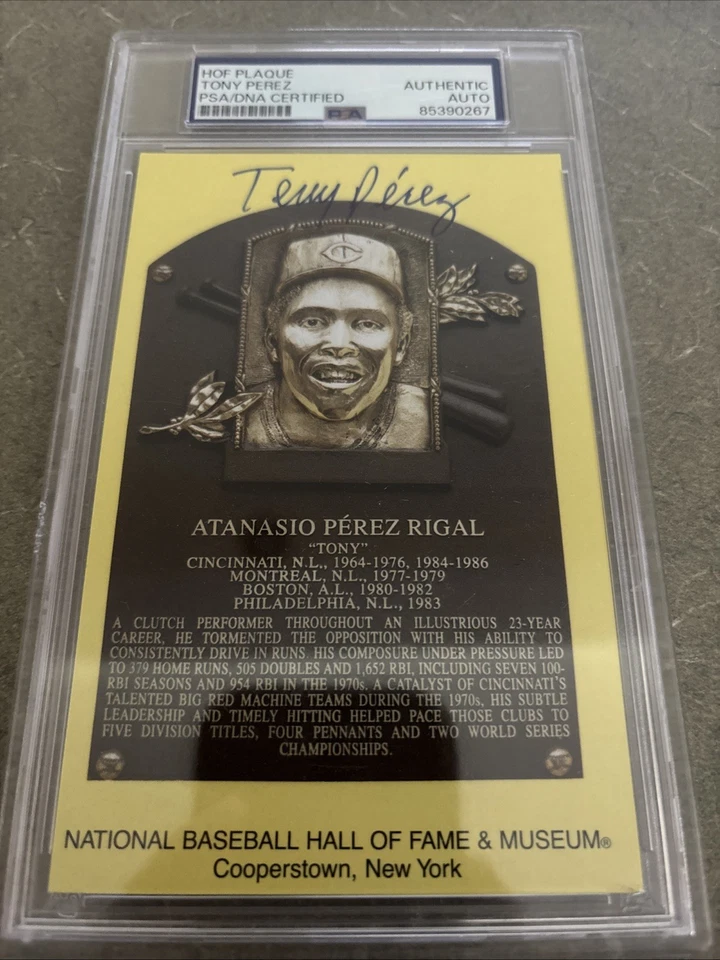 HOF PLAQUE
TONY PEREZ AUTHENTIC
PSA/DNA CERTIFIED AUTO
PSA 85390267
Tony Pérez
C
ATANASIO PÉREZ RIGAL
"TONY"
CINCINNATI, N.L., 1964-1976, 1984-1986
MONTREAL, N.L., 1977-1979
BOSTON, A.L., 1980-1982
PHILADELPHIA, N.L., 1983
A CLUTCH PERFORMER THROUGHOUT AN ILLUSTRIOUS 23-YEAR
CAREER, HE TORMENTED THE OPPOSITION WITH HIS ABILITY TO
CONSISTENTLY DRIVE IN RUNS. HIS COMPOSURE UNDER PRESSURE LED
TO 379 HOME RUNS, 505 DOUBLES AND 1,652 RBI, INCLUDING SEVEN 100-
RBI SEASONS AND 954 RBI IN THE 1970s. A CATALYST OF CINCINNATI'S
TALENTED BIG RED MACHINE TEAMS DURING THE 1970s, HIS SUBTLE
LEADERSHIP AND TIMELY HITTING HELPED PACE THOSE CLUBS TO
FIVE DIVISION TITLES, FOUR PENNANTS AND TWO WORLD SERIES
CHAMPIONSHIPS.
NATIONAL BASEBALL HALL OF FAME & MUSEUM®
Cooperstown, New York